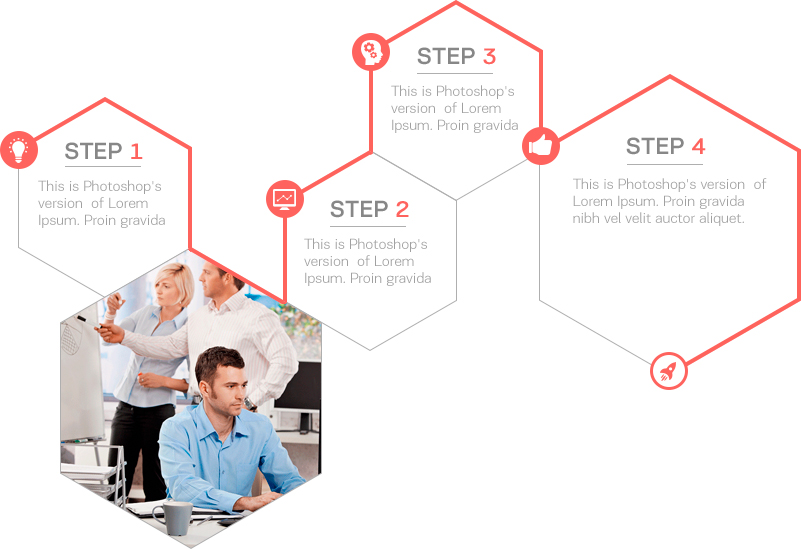 STEP 1
This is Photoshop's
version of Lorem
Ipsum. Proin gravida
STEP 2
This is Photoshop's
version of Lorem
Ipsum. Proin gravida
STEP 3
This is Photoshop's
version of Lorem
Ipsum. Proin gravida
STEP 4
This is Photoshop's version of
Lorem Ipsum. Proin gravida
nibh vel velit auctor aliquet.